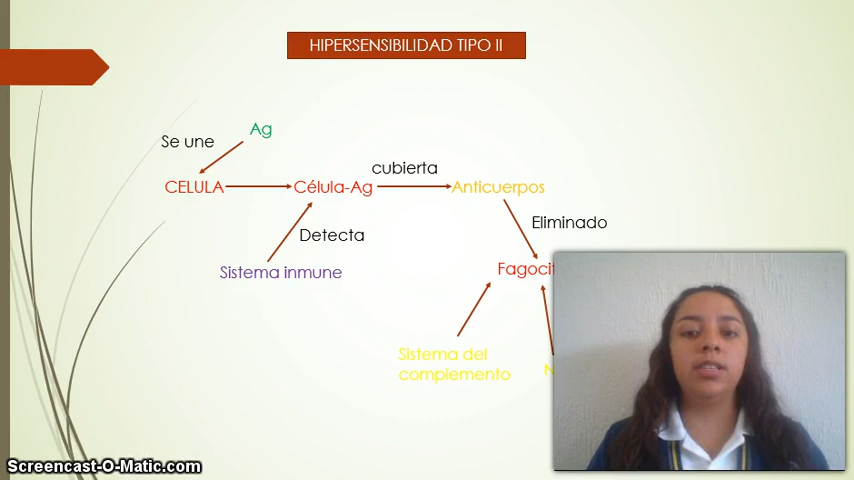 HIPERSENSIBILIDAD TIPO II
Ag
Se une
cubierta
CELULA
Célula-Ag
Anticuerpos
Eliminado
Detecta
Sistema inmune
Sistema del
complemento
Screencast-O-Matic.com